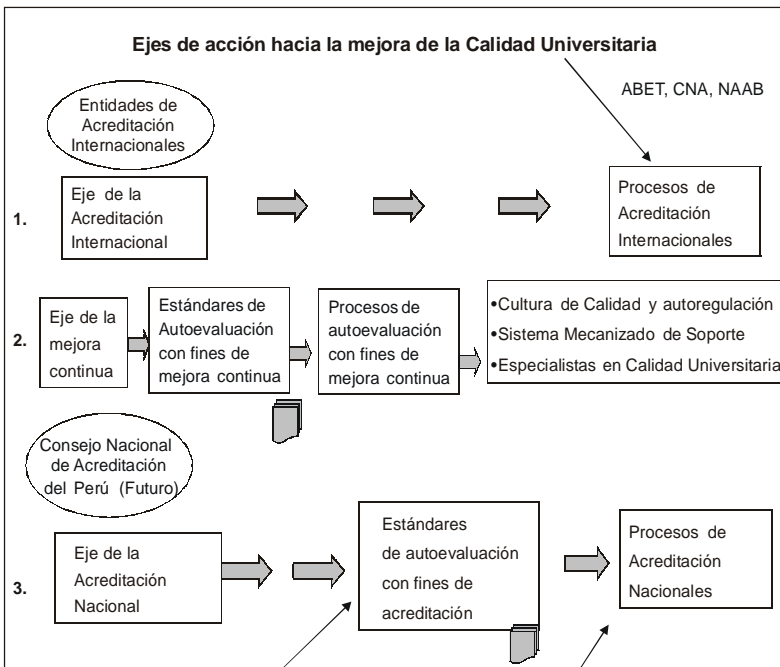 Ejes de acción hacia la mejora de la Calidad Universitaria
ABET, CNA, NAAB
Entidades de
Acreditación
Internacionales
1.
Eje de la
Acreditación
Internacional
Procesos de
Acreditación
Internacionales
2.
Eje de la
mejora
continua
Estándares de
Autoevaluación
con fines de
mejora continua
Procesos de
autoevaluación
con fines de
mejora continua
•Cultura de Calidad y autoregulación
•Sistema Mecanizado de Soporte
•Especialistas en Calidad Universitaria
Consejo Nacional
de Acreditación
del Perú (Futuro)
3.
Eje de la
Acreditación
Nacional
Estándares
de autoevaluación
con fines de
acreditación
Procesos de
Acreditación
Nacionales